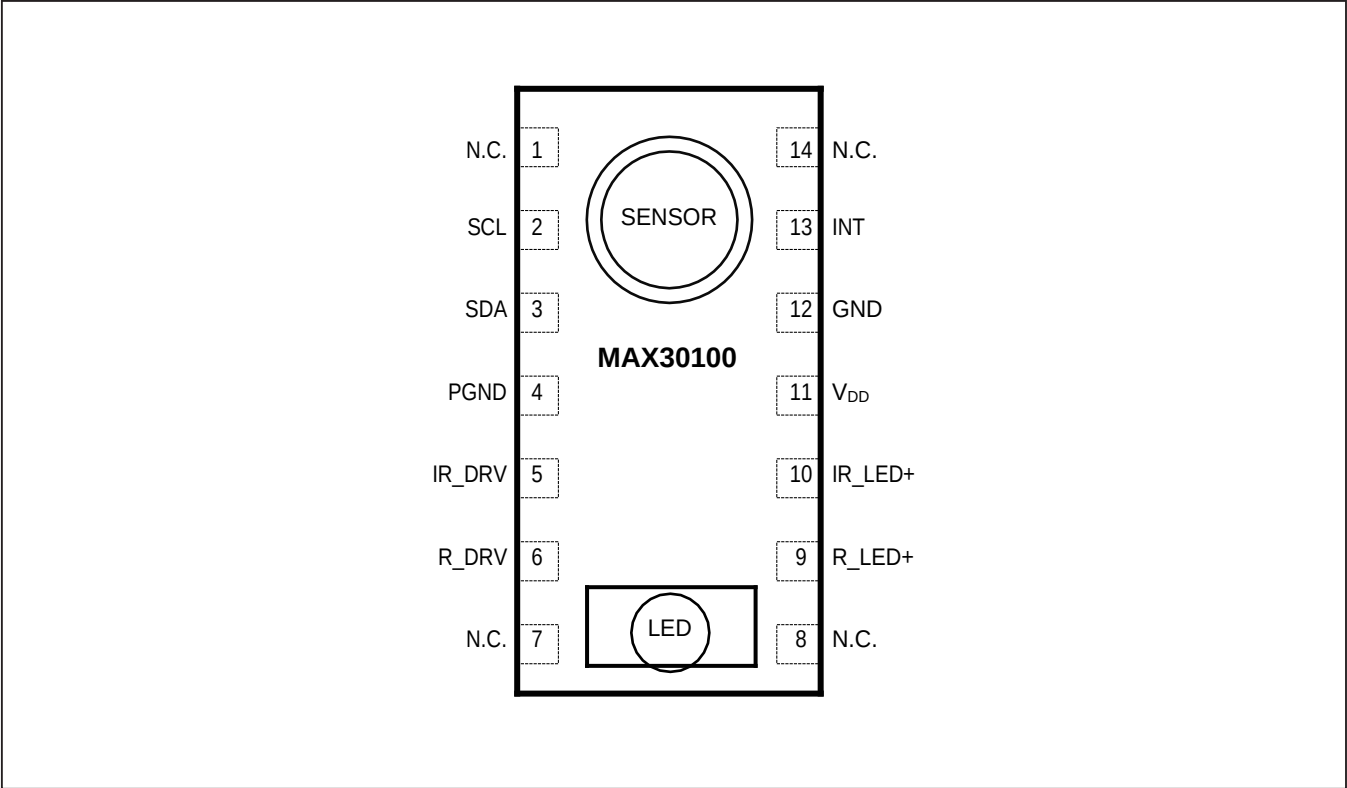 N.C. 1 14 N.C.
SENSOR
SCL 2 13 INT
SDA 3 12 GND
MAX30100
PGND 4 11 VDD
IR_DRV 5 10 IR_LED+
R_DRV 6 9 R_LED+
LED
N.C. 7 8 N.C.